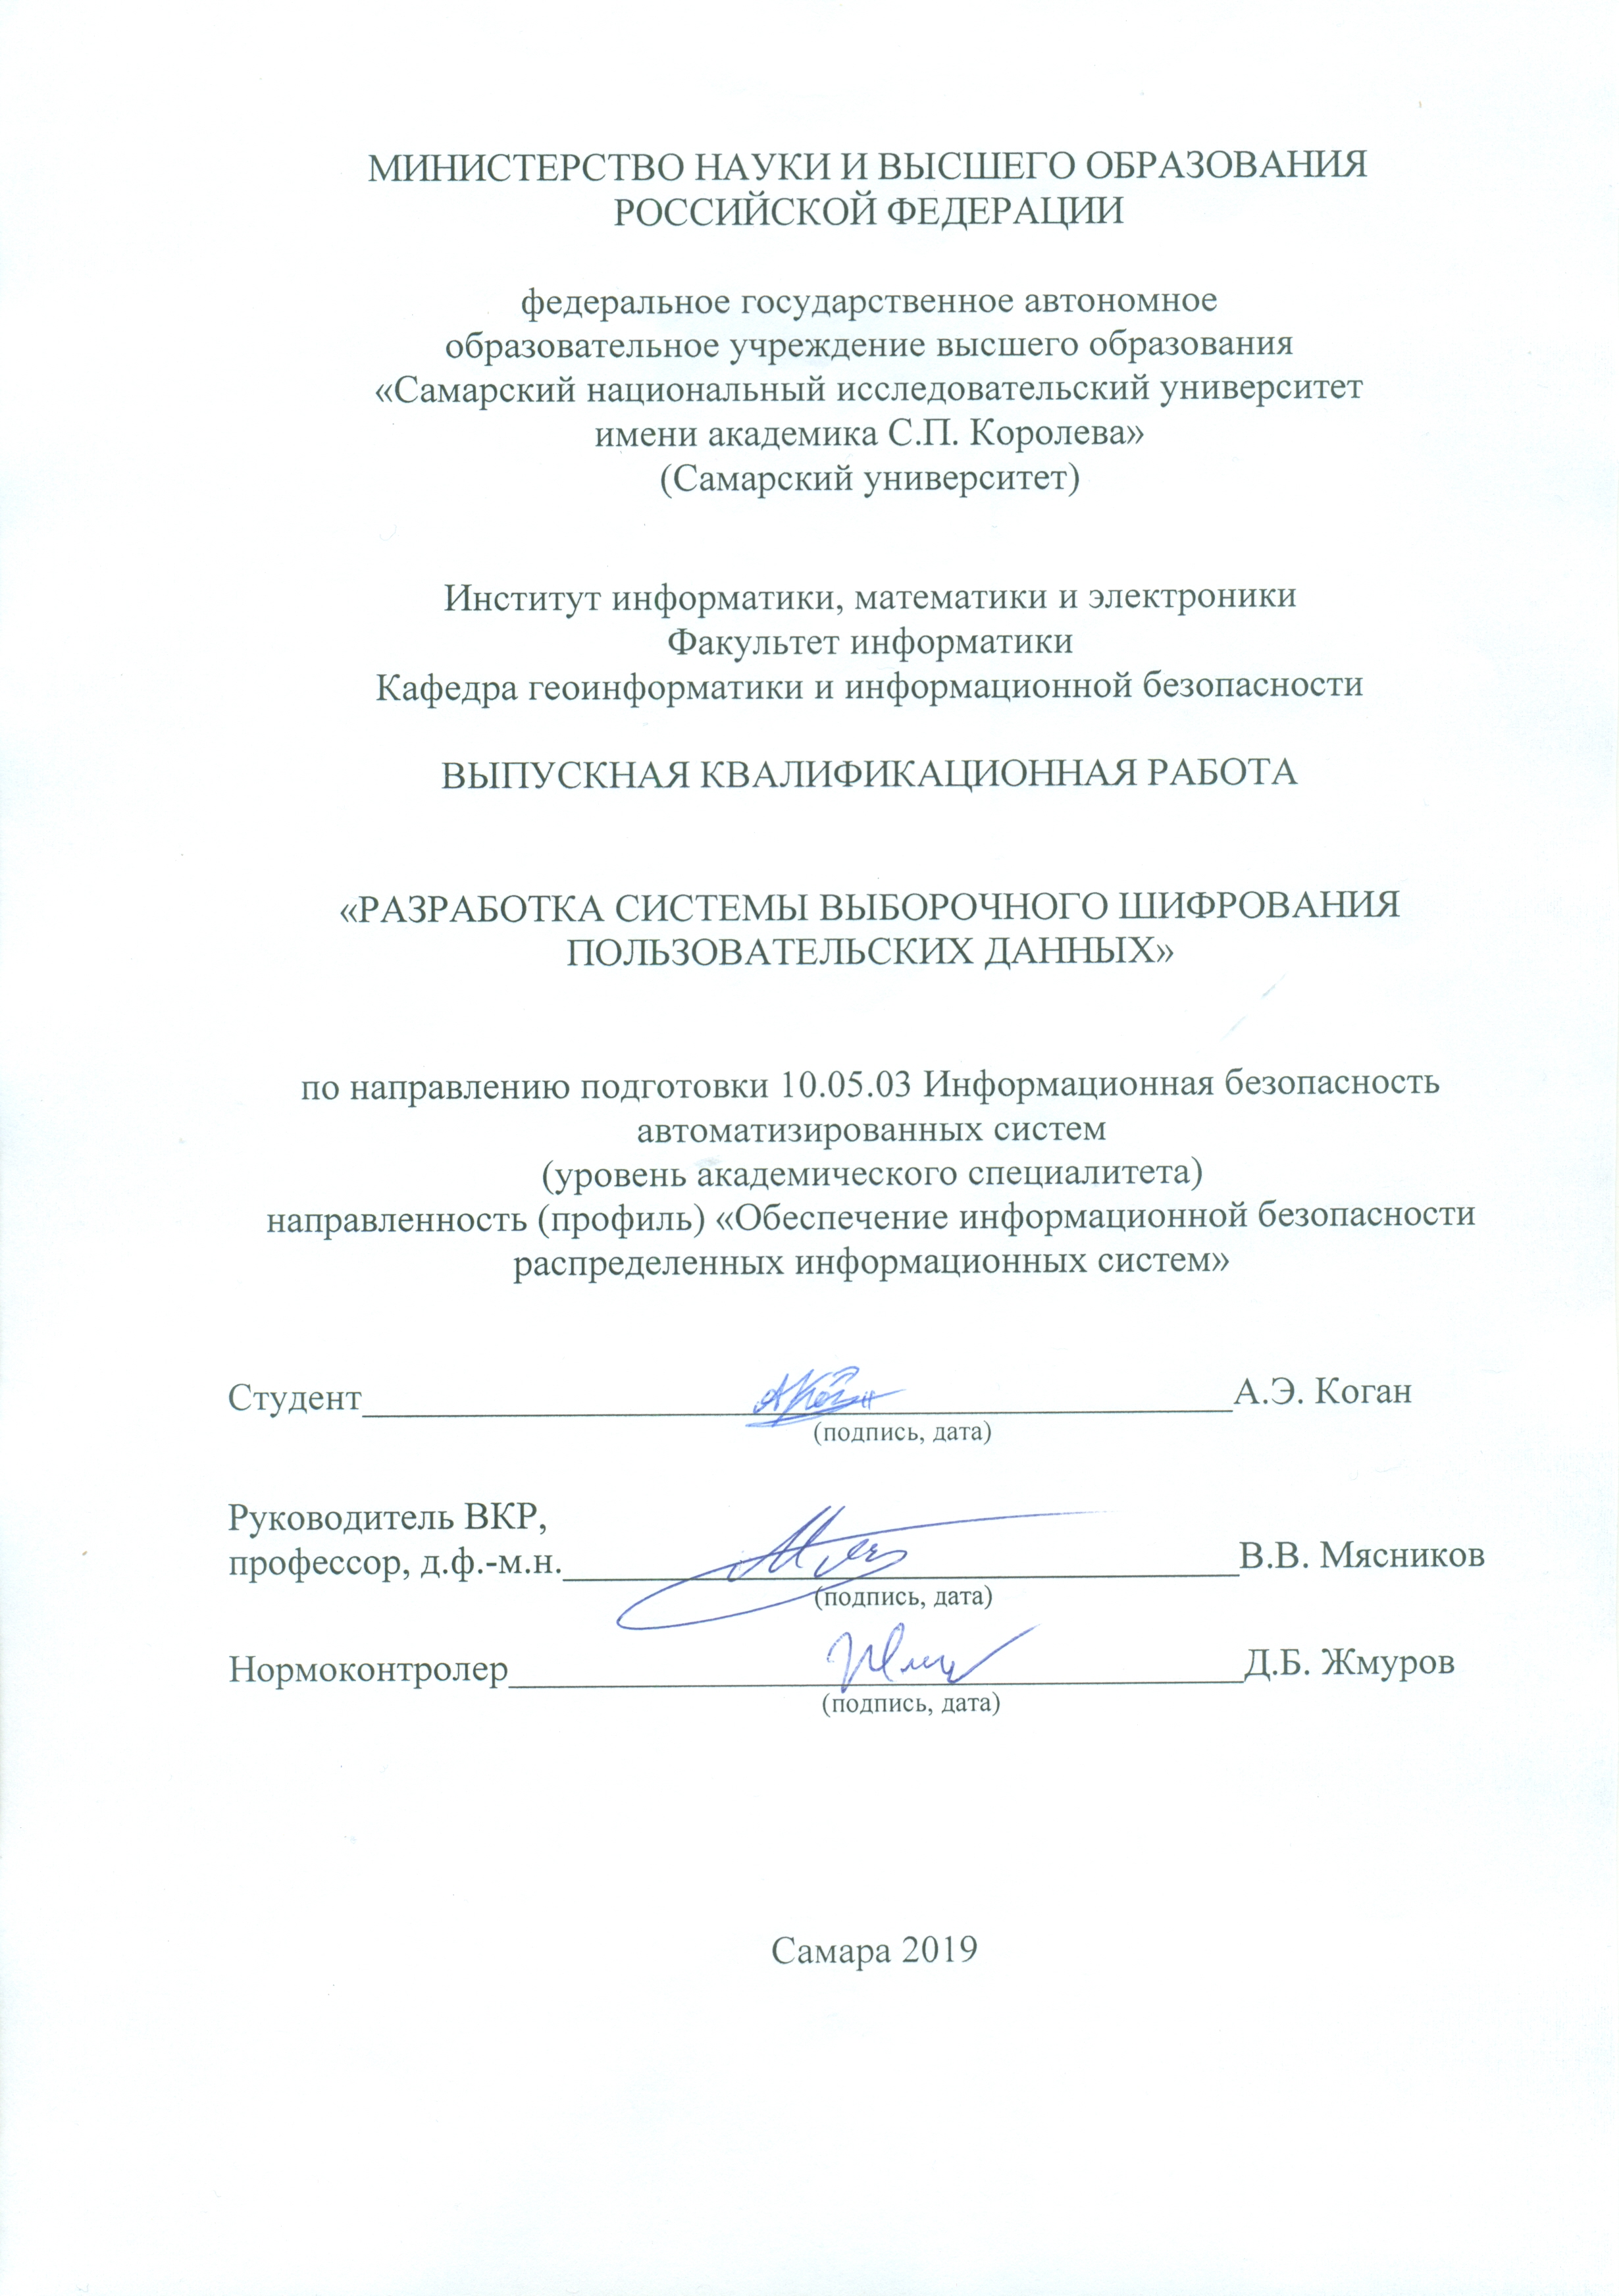 МИНИСТЕРСТВО НАУКИ И ВЫСШЕГО ОБРАЗОВАНИЯ
РОССИЙСКОЙ ФЕДЕРАЦИИ
федеральное государственное автономное
образовательное учреждение высшего образования
«Самарский национальный исследовательский университет
имени академика С.П. Королева»
(Самарский университет)
Институт информатики, математики и электроники
Факультет информатики
Кафедра геоинформатики и информационной безопасности
ВЫПУСКНАЯ КВАЛИФИКАЦИОННАЯ РАБОТА
«РАЗРАБОТКА СИСТЕМЫ ВЫБОРОЧНОГО ШИФРОВАНИЯ
ПОЛЬЗОВАТЕЛЬСКИХ ДАННЫХ»
по направлению подготовки 10.05.03 Информационная безопасность
автоматизированных систем
(уровень академического специалитета)
направленность (профиль) «Обеспечение информационной безопасности
распределенных информационных систем»
Студент А.Э. Коган
(подпись, дата)
Руководитель ВКР,
профессор, д.ф.-м.н. В.В. Мясников
(подпись, дата)
Нормоконтролер Д.Б. Жмуров
(подпись, дата)
Самара 2019